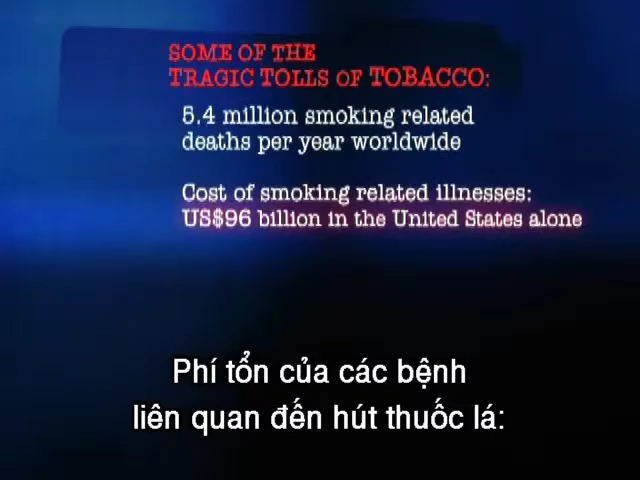 SOME OF THE
TRAGIC TOLLS OF TOBACCO:
5.4 million smoking related
deaths per year worldwide
Cost of smoking related illnesses:
US$96 billion in the United States alone
Phí tổn của các bệnh
liên quan đến hút thuốc lá: